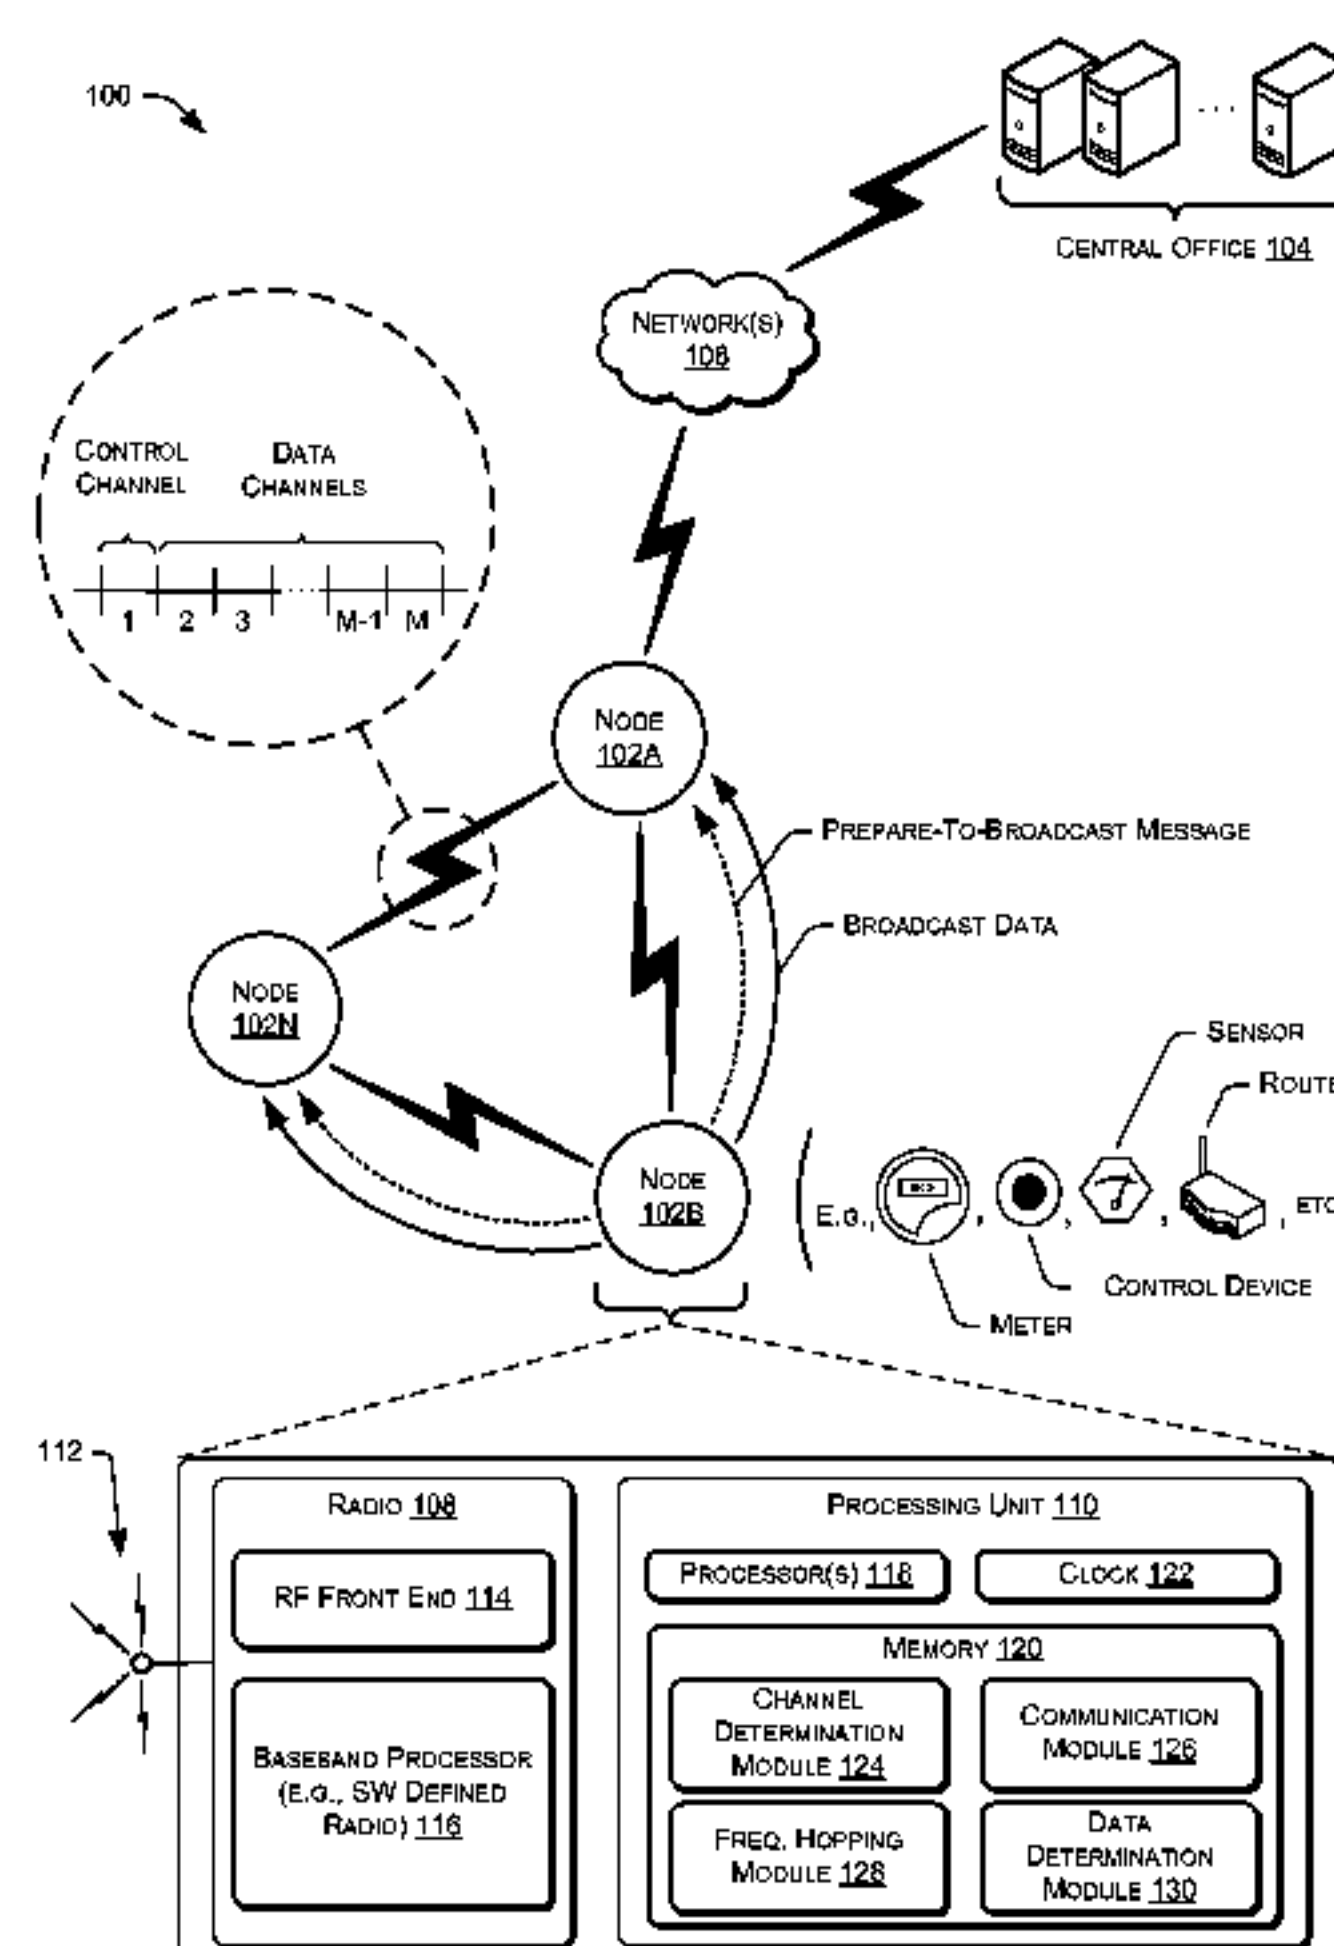 100
CENTRAL OFFICE 104
NETWORK(S)
106
CONTROL
CHANNEL
DATA
CHANNELS
1 2 3 ... M-1 M
NODE
102A
PREPARE-TO-BROADCAST MESSAGE
BROADCAST DATA
NODE
102N
SENSOR
ROUTE
NODE
102B
E.G., , , , , ETC
CONTROL DEVICE
METER
112
RADIO 108
PROCESSING UNIT 110
RF FRONT END 114
PROCESSOR(S) 118
CLOCK 122
MEMORY 120
BASEBAND PROCESSOR
(E.G., SW DEFINED
RADIO) 116
CHANNEL
DETERMINATION
MODULE 124
COMMUNICATION
MODULE 126
FREQ. HOPPING
MODULE 128
DATA
DETERMINATION
MODULE 130